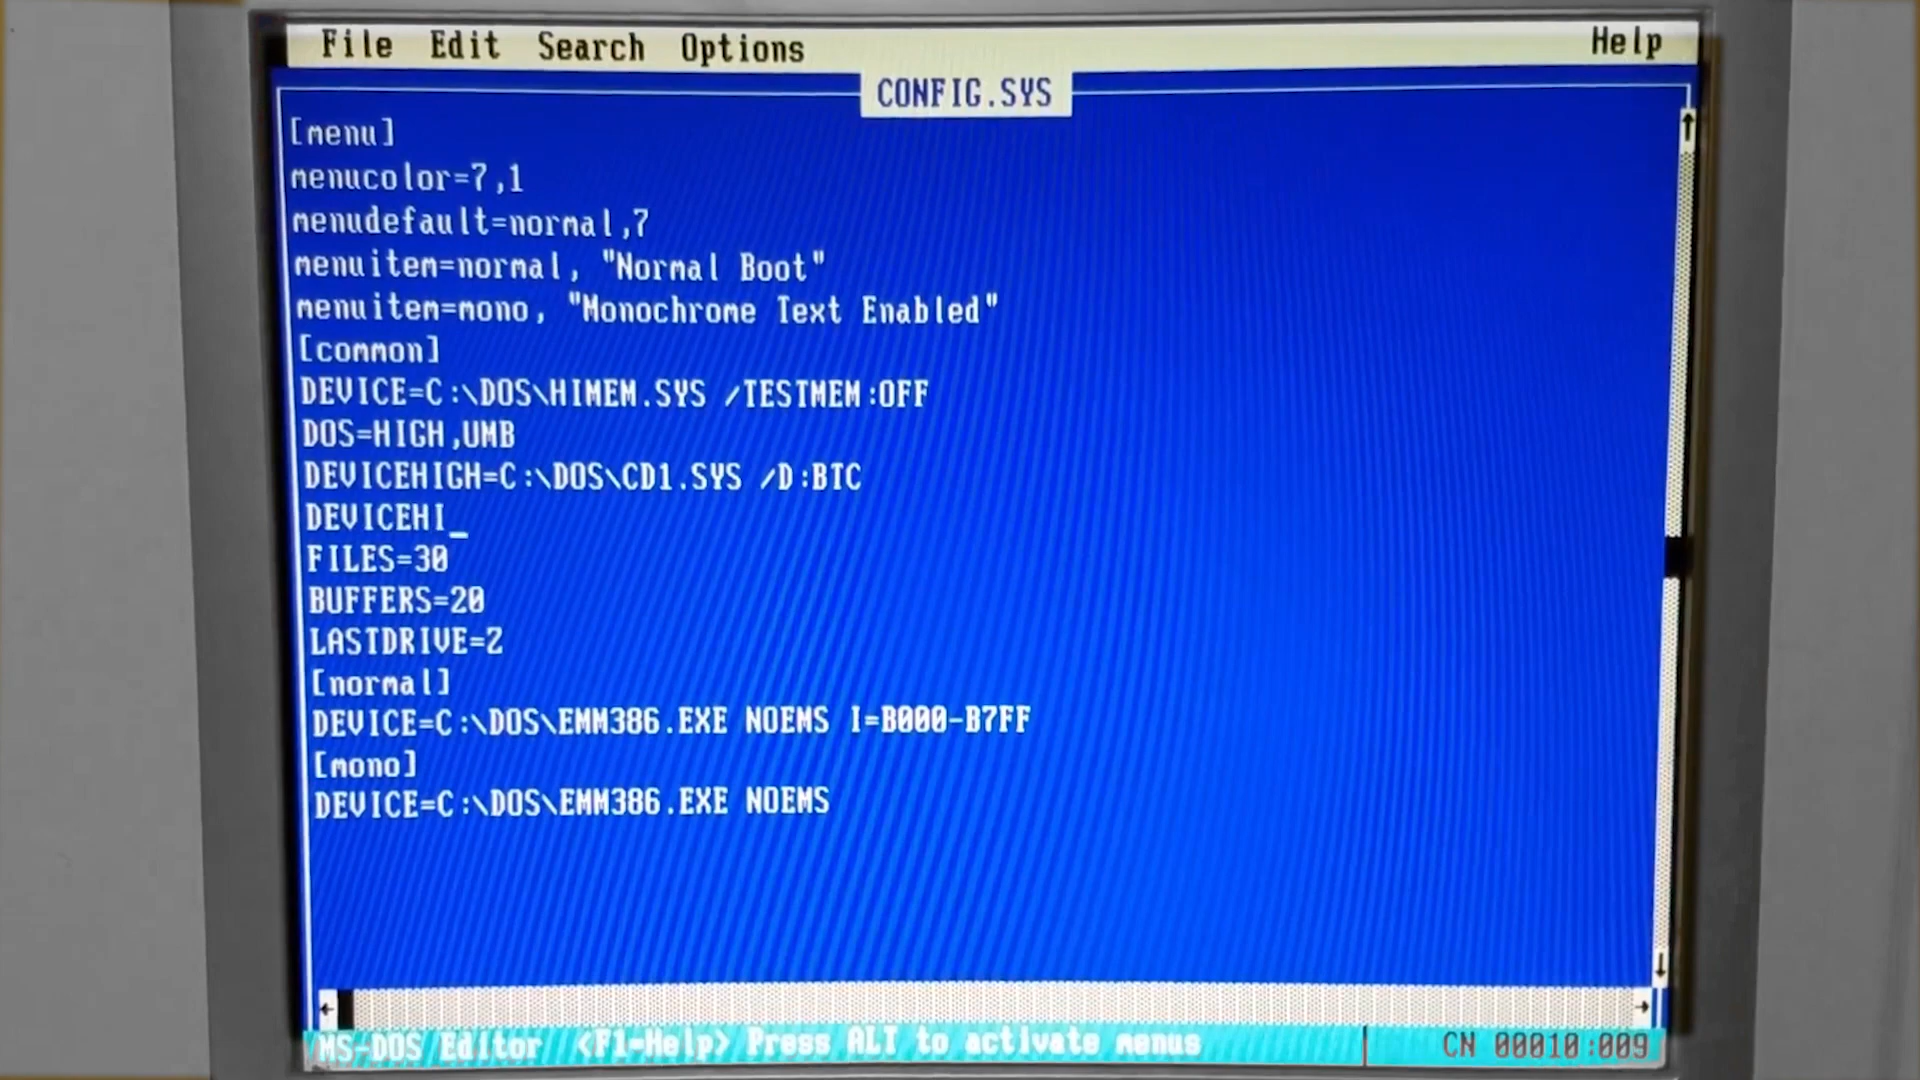 File Edit Search Options Help
CONFIG.SYS
[menu]
menucolor=7,1
menudefault=normal,7
menuitem=normal, "Normal Boot"
menuitem=mono, "Monochrome Text Enabled"
[common]
DEVICE=C:\DOS\HIMEM.SYS /TESTMEM:OFF
DOS=HIGH,UMB
DEVICEHIGH=C:\DOS\CD1.SYS /D:BTC
DEVICEHI_
FILES=30
BUFFERS=20
LASTDRIVE=Z
[normal]
DEVICE=C:\DOS\EMM386.EXE NOEMS I=B000-B7FF
[mono]
DEVICE=C:\DOS\EMM386.EXE NOEMS
MS-DOS Editor <F1=Help> Press ALT to activate menus CN 00010:009